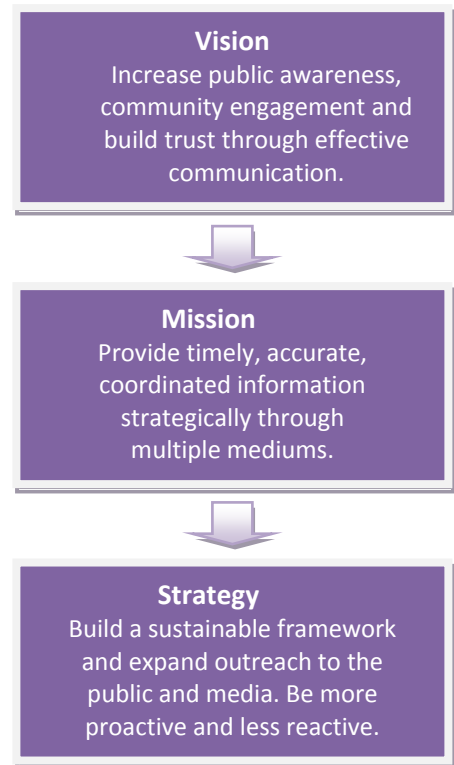 Vision
Increase public awareness,
community engagement and
build trust through effective
communication.
Mission
Provide timely, accurate,
coordinated information
strategically through
multiple mediums.
Strategy
Build a sustainable framework
and expand outreach to the
public and media. Be more
proactive and less reactive.